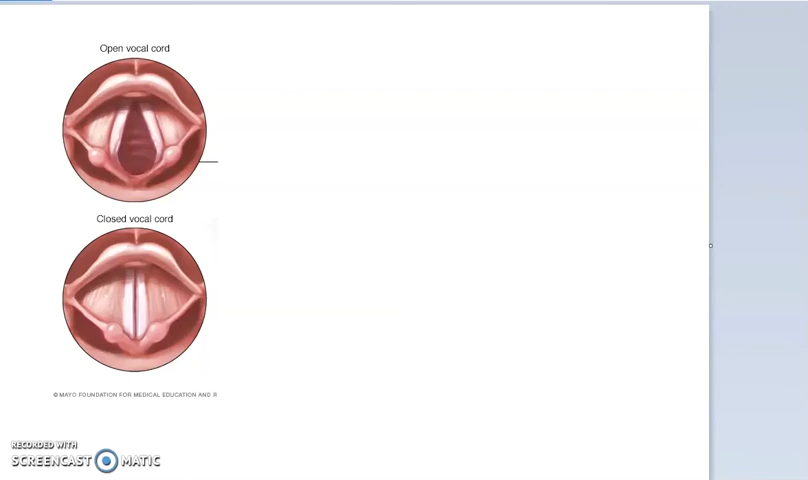 Open vocal cord
Closed vocal cord
© MAYO FOUNDATION FOR MEDICAL EDUCATION AND R
RECORDED WITH
SCREENCAST MATIC